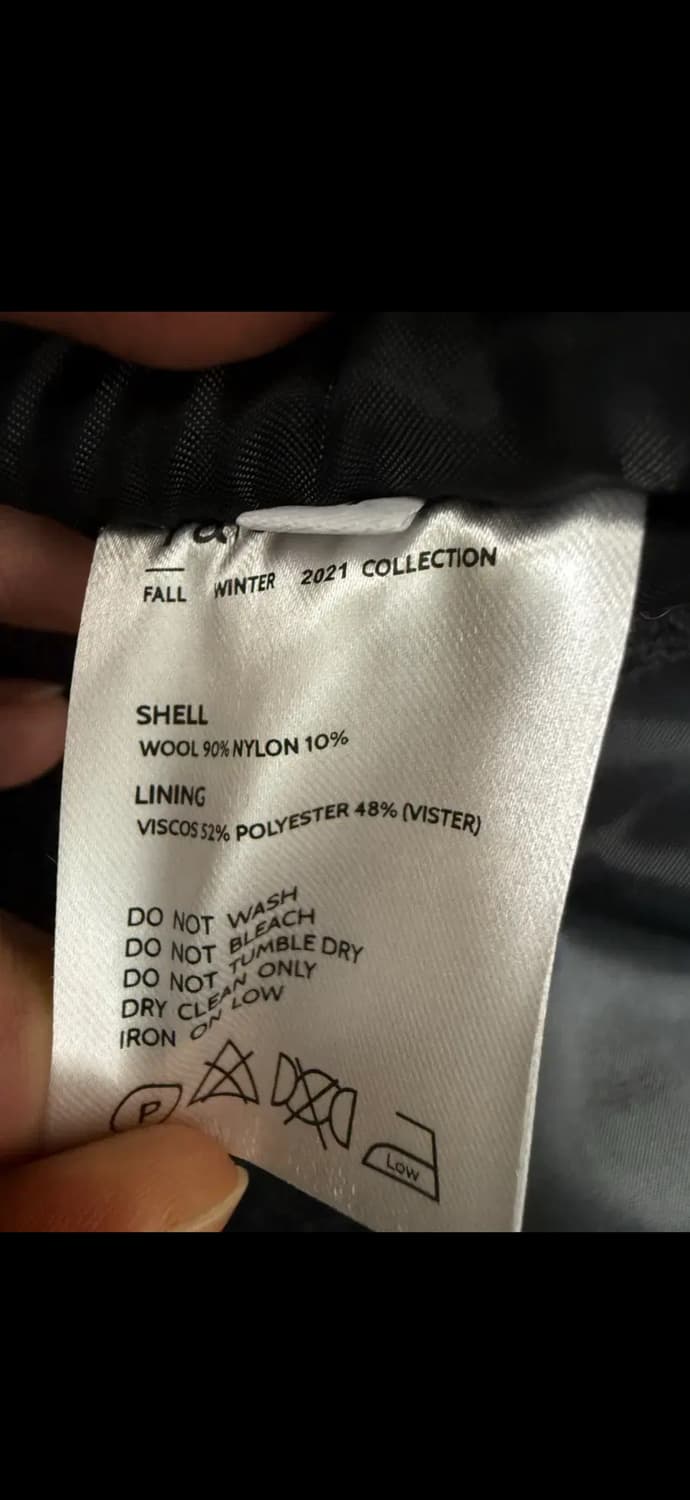 FALL WINTER 2021 COLLECTION
SHELL
WOOL 90% NYLON 10%
LINING
VISCOS 52% POLYESTER 48% (VISTER)
DO NOT WASH
DO NOT BLEACH
DO NOT TUMBLE DRY
DRY CLEAN ONLY
IRON ON LOW
P
LOW